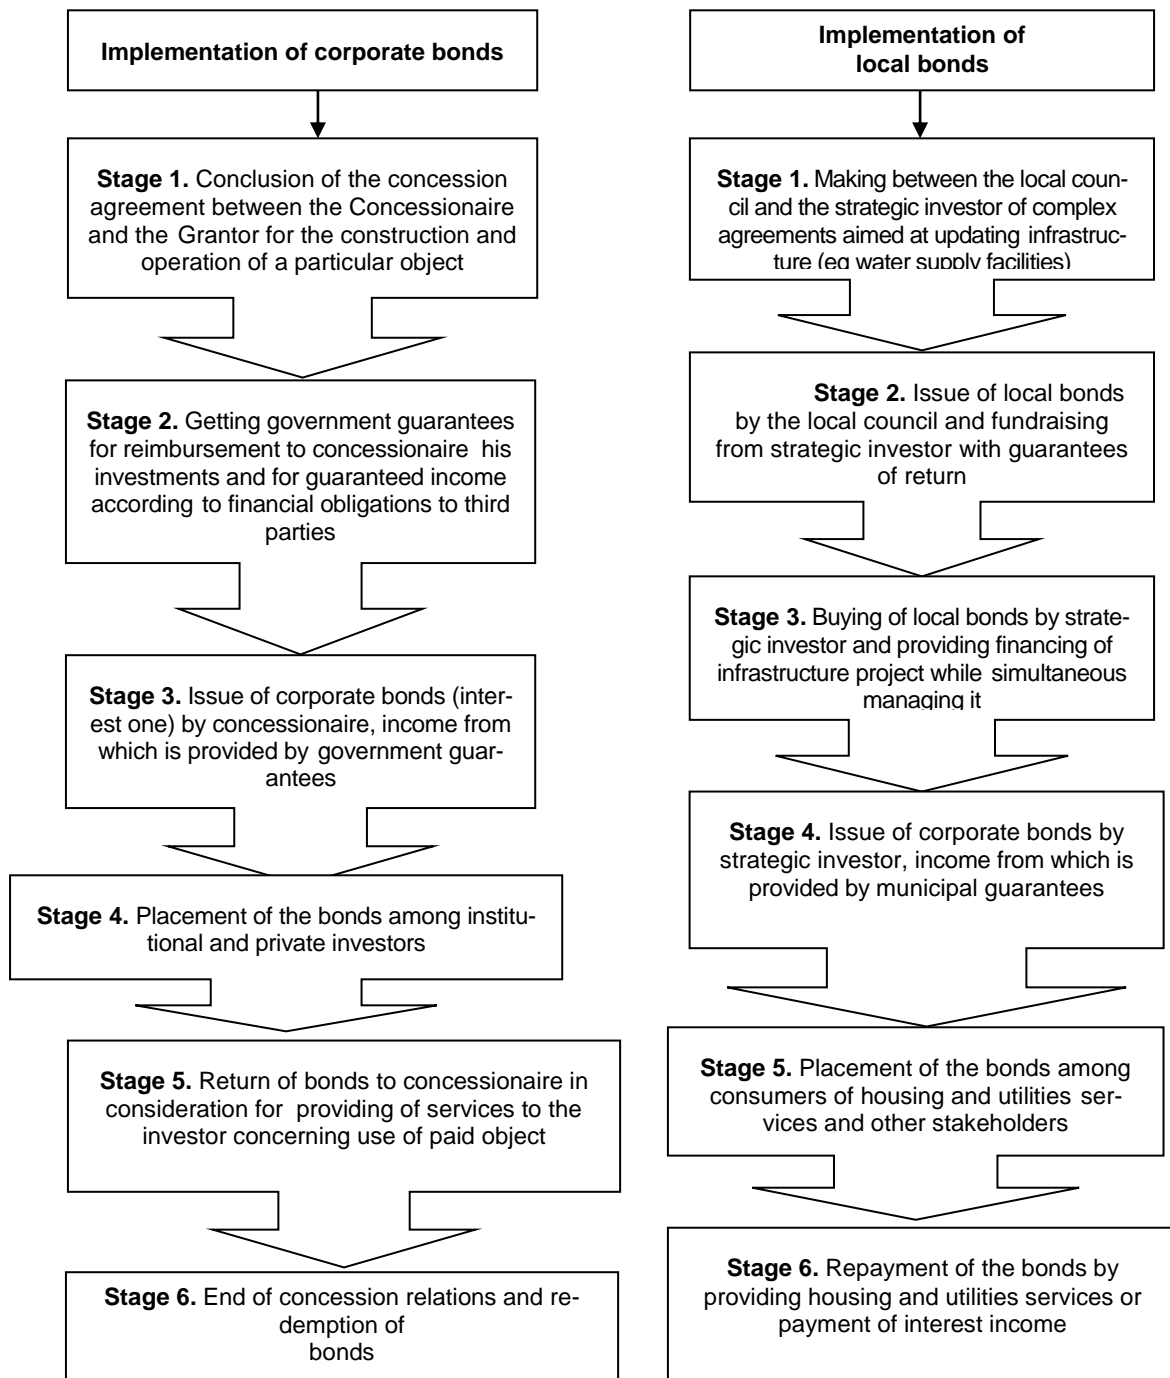 Implementation of corporate bonds
Stage 1. Conclusion of the concession
agreement between the Concessionaire
and the Grantor for the construction and
operation of a particular object
Stage 2. Getting government guarantees
for reimbursement to concessionaire his
investments and for guaranteed income
according to financial obligations to third
parties
Stage 3. Issue of corporate bonds (inter-
est one) by concessionaire, income from
which is provided by government guar-
antees
Stage 4. Placement of the bonds among institu-
tional and private investors
Stage 5. Return of bonds to concessionaire in
consideration for providing of services to the
investor concerning use of paid object
Stage 6. End of concession relations and re-
demption of
bonds
Implementation of
local bonds
Stage 1. Making between the local coun-
cil and the strategic investor of complex
agreements aimed at updating infrastruc-
ture (eg water supply facilities)
Stage 2. Issue of local bonds
by the local council and fundraising
from strategic investor with guarantees
of return
Stage 3. Buying of local bonds by strate-
gic investor and providing financing of
infrastructure project while simultaneous
managing it
Stage 4. Issue of corporate bonds by
strategic investor, income from which is
provided by municipal guarantees
Stage 5. Placement of the bonds among
consumers of housing and utilities ser-
vices and other stakeholders
Stage 6. Repayment of the bonds by
providing housing and utilities services or
payment of interest income